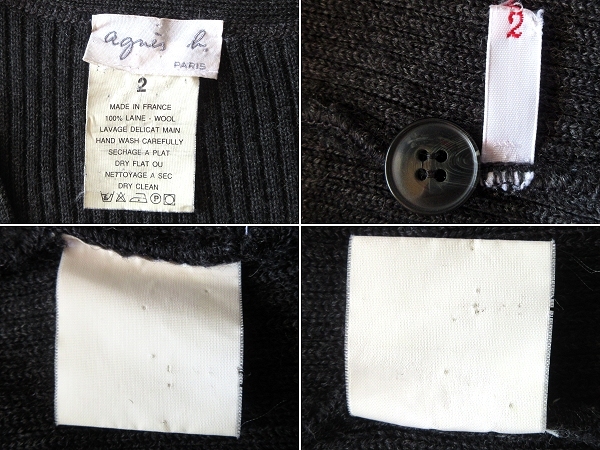 agnès b.
PARIS
2
MADE IN FRANCE
100% LAINE - WOOL
LAVAGE DELICAT MAIN
HAND WASH CAREFULLY
SECHAGE A PLAT
DRY FLAT OU
NETTOYAGE A SEC
DRY CLEAN
P
2